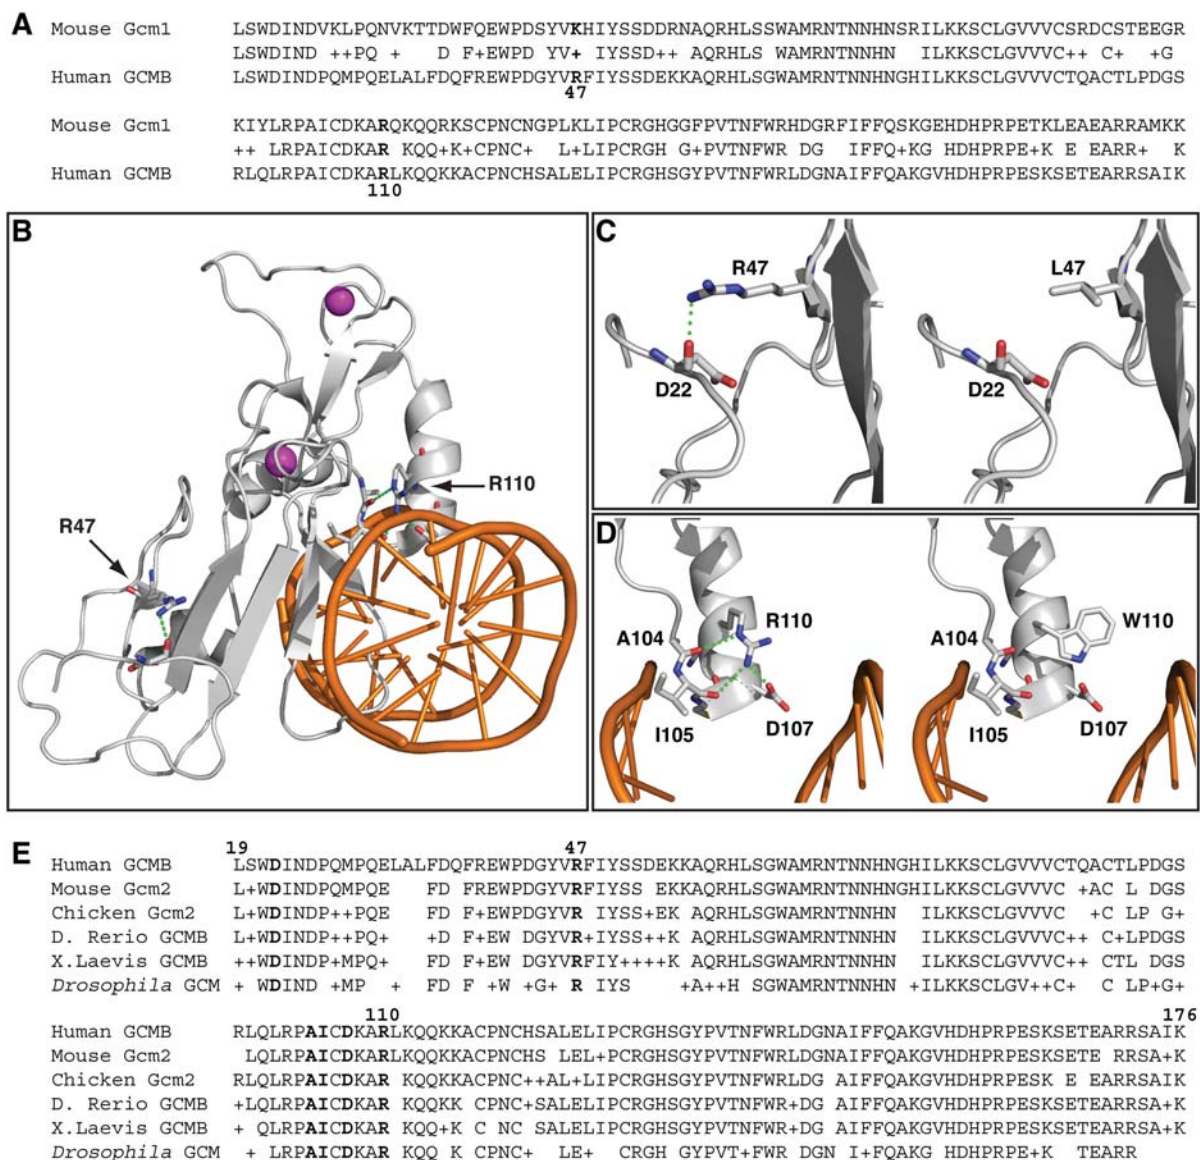 A
Mouse Gcm1 LSWDINDVKLPQNVKTTDWFQEWPDSYVKHIYSSDDRNAQRHLSSWAMRNTNNHNSRILKKSCLGVVVCSRDCSTEEGR
LSWDIND ++PQ + D F+EWPD YV+ IYSSD++ AQRHLS WAMRNTNNHN ILKKSCLGVVVC++ C+ +G
Human GCMB LSWDINDPQMPQELALFDQFREWPDGYVRFIYSSDEKKAQRHLSGWAMRNTNNHNGHILKKSCLGVVVCTQACTLPDGS
47
Mouse Gcm1 KIYLRPAICDKARQKQQRKSCPNCNGPLKLIPCRGHGGFPVTNFWRHDGRFIFFQSKGEHDHPRPETKLEAEARRAMKK
++ LRPAICDKAR KQQ+K+CPNC+ L+LIPCRGH G+PVTNFWR DG IFFQ+KG HDHPRPE+K E EARR+ K
Human GCMB RLQLRPAICDKARLKQQKKACPNCHSALELIPCRGHSGYPVTNFWRLDGNAIFFQAKGVHDHPRPESKSETEARRSAIK
110
B
R47
R110
C
R47
D22
L47
D22
D
A104
R110
I105
D107
A104
W110
I105
D107
E
19 47
Human GCMB LSWDINDPQMPQELALFDQFREWPDGYVRFIYSSDEKKAQRHLSGWAMRNTNNHNGHILKKSCLGVVVCTQACTLPDGS
Mouse Gcm2 L+WDINDPQMPQE FD FREWPDGYVRFIYSS EKKAQRHLSGWAMRNTNNHNGHILKKSCLGVVVC +AC L DGS
Chicken Gcm2 L+WDINDP++PQE FD F+EWPDGYVR IYSS+EK AQRHLSGWAMRNTNNHN ILKKSCLGVVVC +C LP G+
D. Rerio GCMB L+WDINDP++PQ+ +D F+EW DGYVR+IYSS++K AQRHLSGWAMRNTNNHN ILKKSCLGVVVC++ C+LPDGS
X.Laevis GCMB ++WDINDP+MPQ+ FD F+EW DGYVRFIY++++K AQRHLSGWAMRNTNNHN ILKKSCLGVVVC++ CTL DGS
Drosophila GCM + WDIND +MP + FD F +W +G+ R IYS +A++H SGWAMRNTNNHN +ILKKSCLGV++C+ C LP+G+
110 176
Human GCMB RLQLRPAICDKARLKQQKKACPNCHSALELIPCRGHSGYPVTNFWRLDGNAIFFQAKGVHDHPRPESKSETEARRSAIK
Mouse Gcm2 LQLRPAICDKARLKQQKKACPNCHS LEL+PCRGHSGYPVTNFWRLDGNAIFFQAKGVHDHPRPESKSETE RRSA+K
Chicken Gcm2 RLQLRPAICDKAR KQQKKACPNC++AL+LIPCRGHSGYPVTNFWRLDG AIFFQAKGVHDHPRPESK E EARRSAIK
D. Rerio GCMB +LQLRPAICDKAR KQQKK CPNC+SALELIPCRGHSGYPVTNFWR+DG AIFFQAKGVHDHPRPESKSETEARRSA+K
X.Laevis GCMB + QLRPAICDKAR KQQ+K C NC SALELIPCRGHSGYPVTNFWR+DG AIFFQAKGVHDHPRPESKSETEARRSA+K
Drosophila GCM + LRPAICDKAR KQQ K CPNC+ LE+ CRGH GYPVT+FWR DGN I+FQAKG HDHPRPE+K TEARR